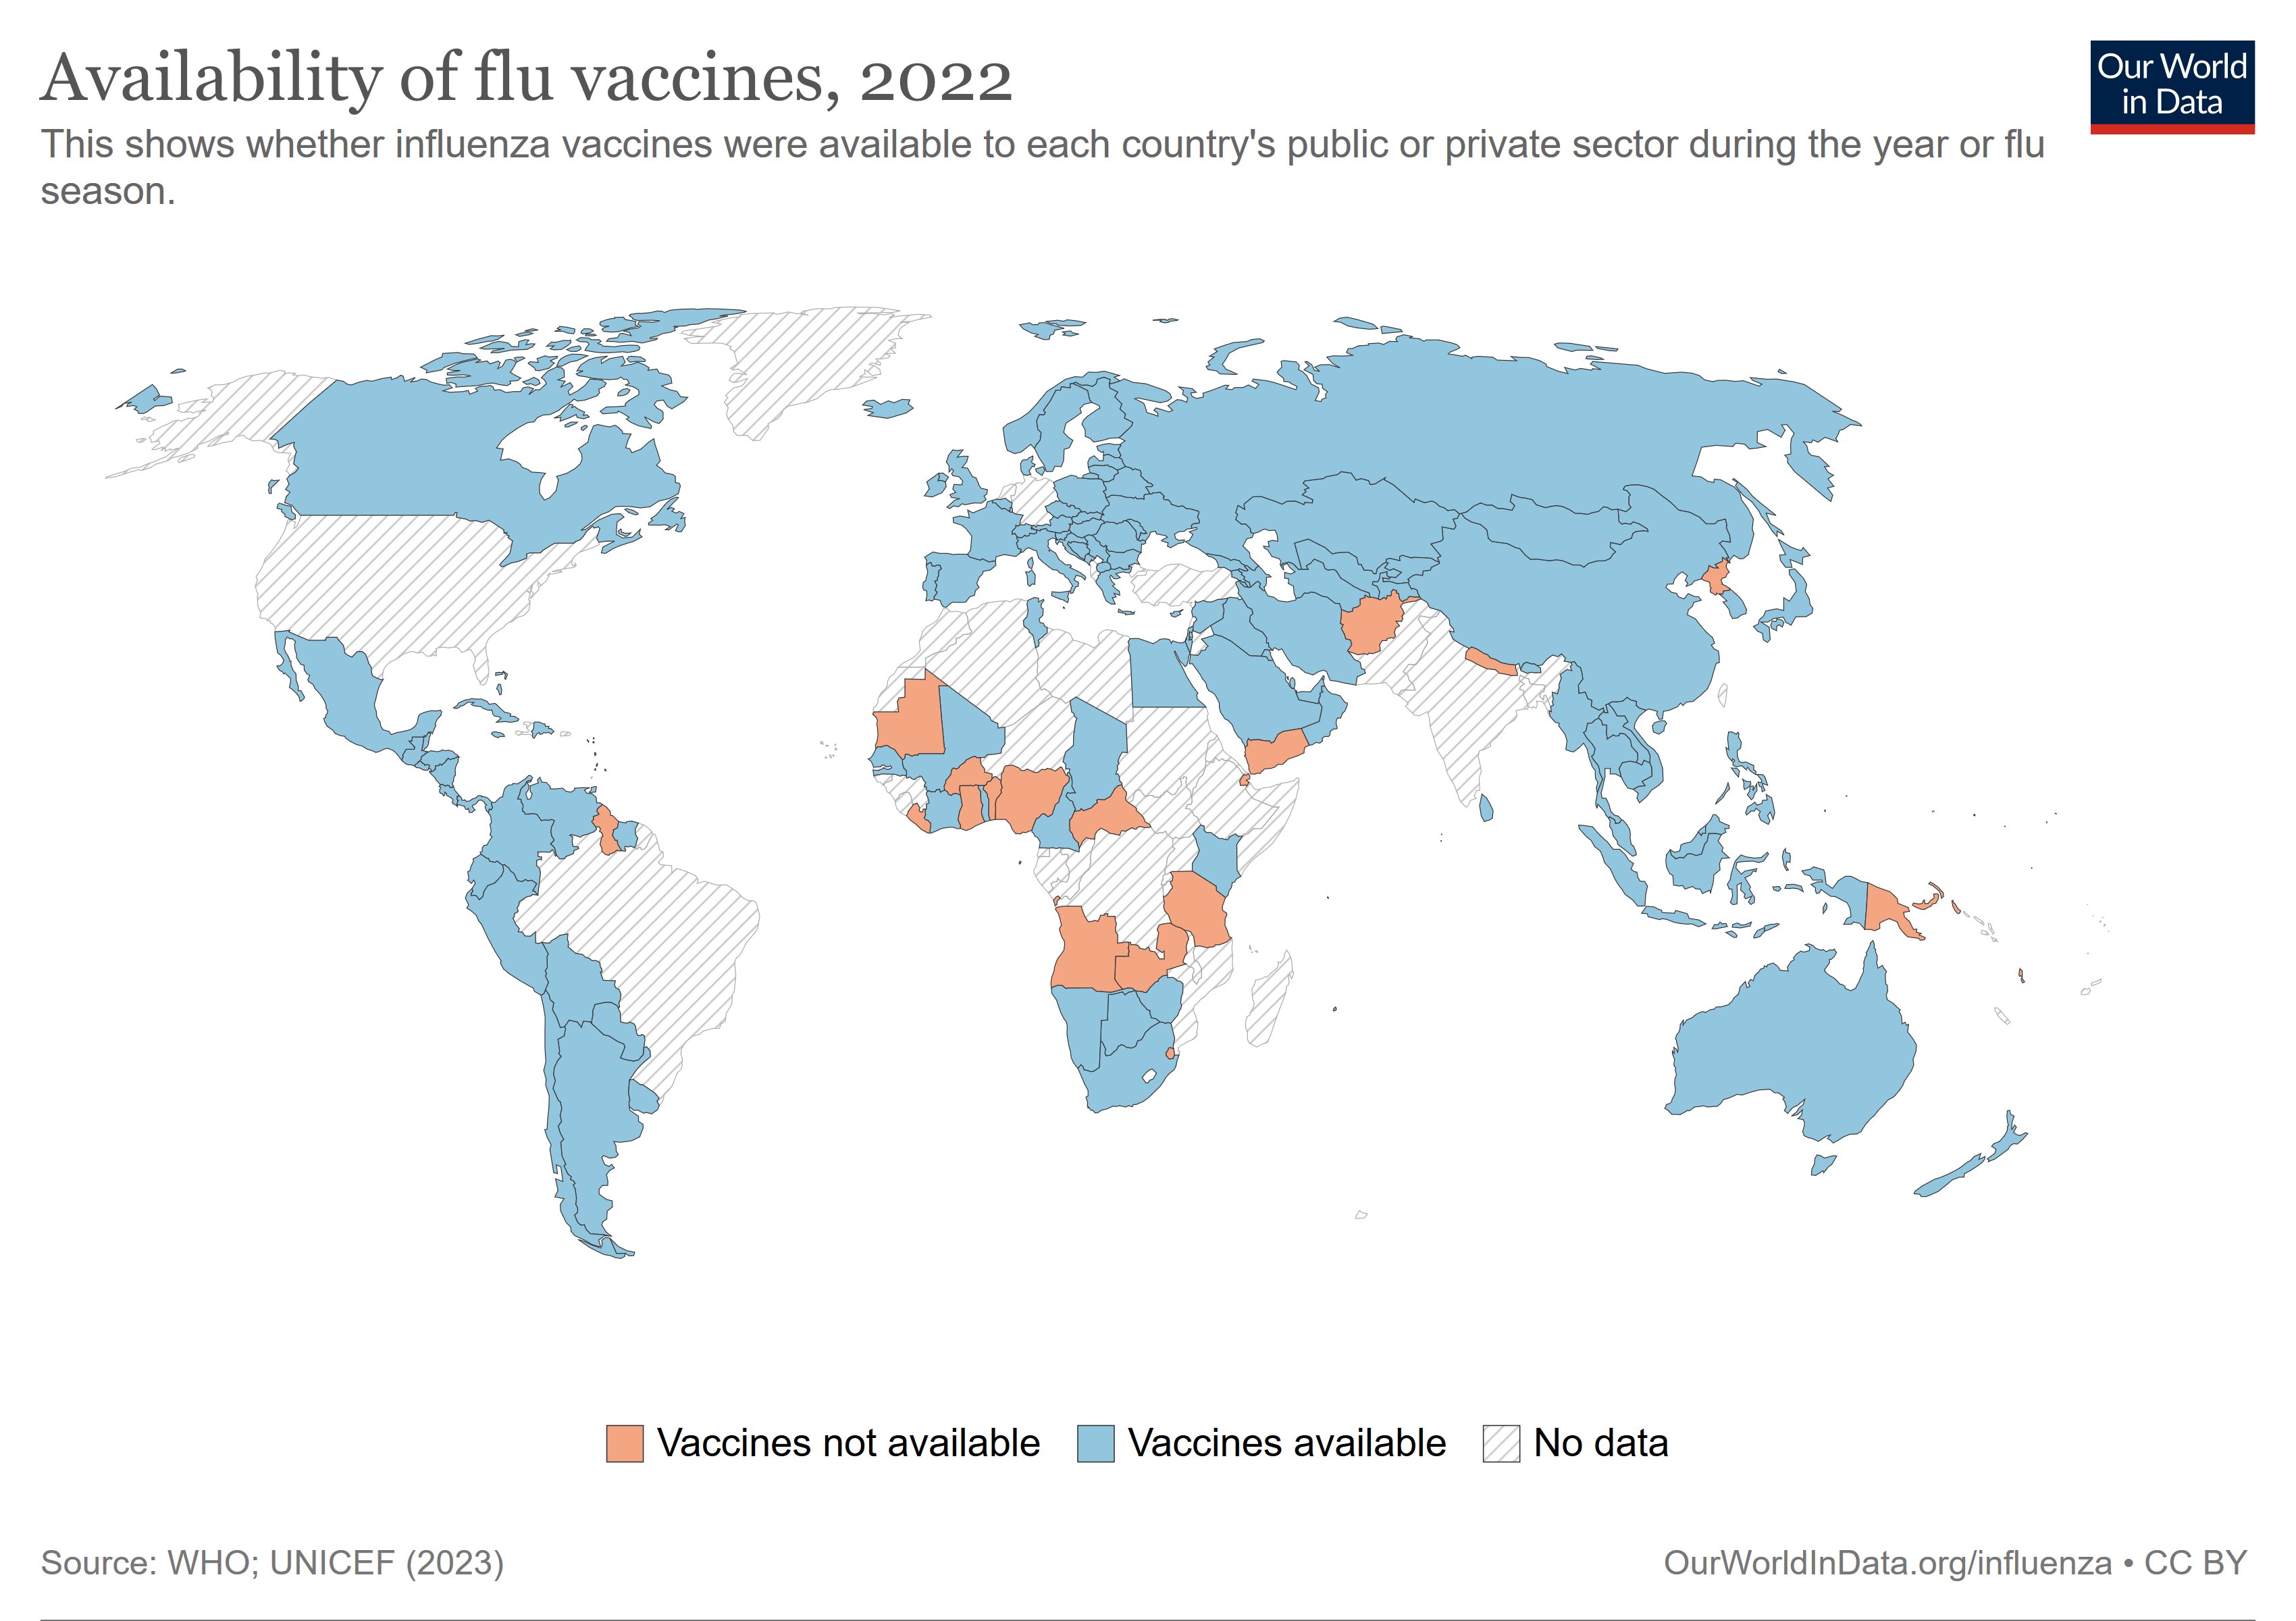 Availability of flu vaccines, 2022
Our World
in Data
This shows whether influenza vaccines were available to each country's public or private sector during the year or flu
season.
Vaccines not available
Vaccines available
No data
Source: WHO; UNICEF (2023)
OurWorldInData.org/influenza • CC BY